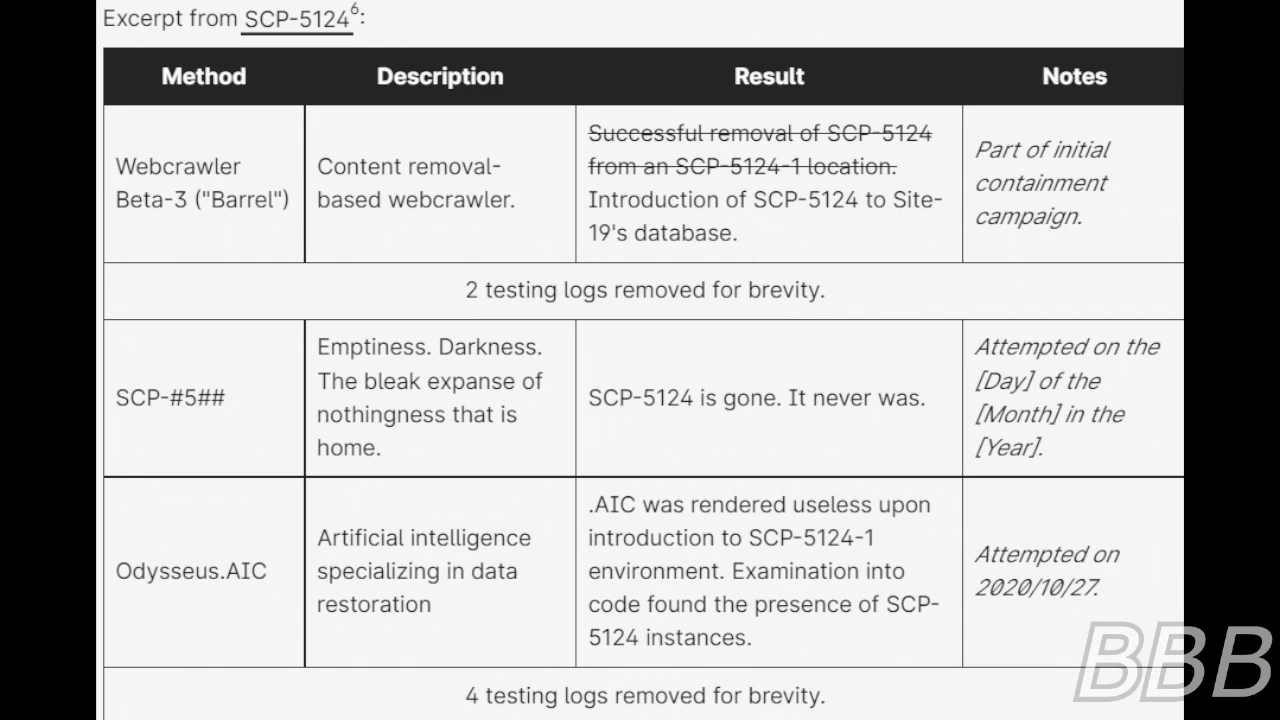 Excerpt from SCP-5124⁶:
Method Description Result Notes
Webcrawler
Beta-3 ("Barrel")
Content removal-
based webcrawler.
Successful removal of SCP-5124
from an SCP-5124-1 location.
Introduction of SCP-5124 to Site-
19's database.
Part of initial
containment
campaign.
2 testing logs removed for brevity.
SCP-#5##
Emptiness. Darkness.
The bleak expanse of
nothingness that is
home.
SCP-5124 is gone. It never was.
Attempted on the
[Day] of the
[Month] in the
[Year].
Odysseus.AIC
Artificial intelligence
specializing in data
restoration
.AIC was rendered useless upon
introduction to SCP-5124-1
environment. Examination into
code found the presence of SCP-
5124 instances.
Attempted on
2020/10/27.
4 testing logs removed for brevity.
BBB